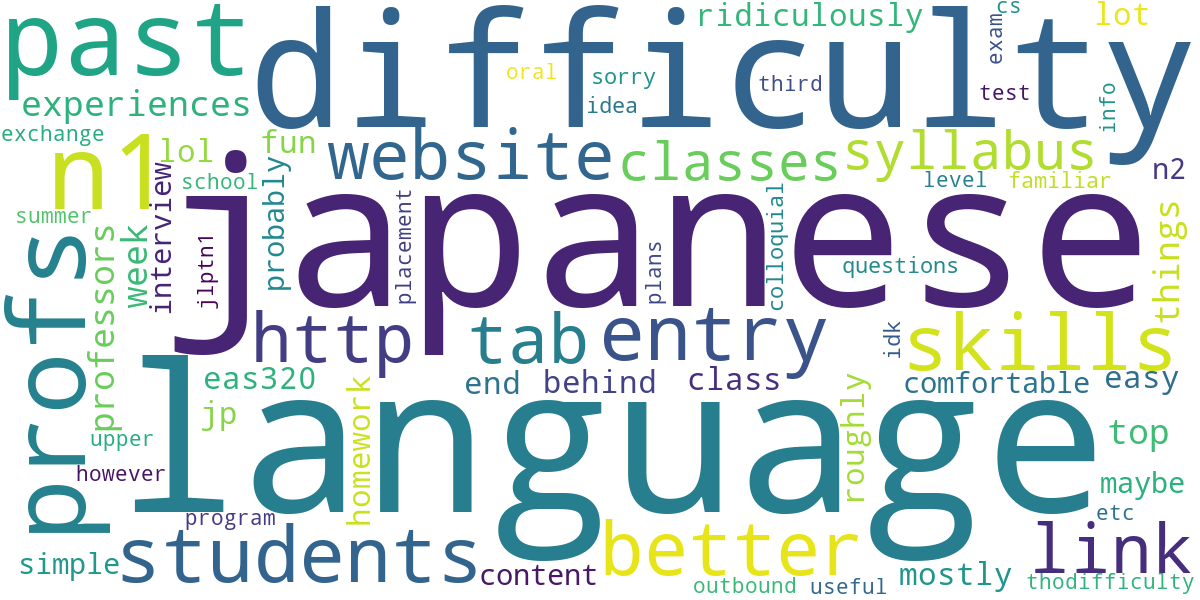 past
difficulty
ridiculously
cs
lot
exam
oral
sorry
third
idea
test
info
experiences
exchange
n1
lol
fun
website
classes
syllabus
n2
school
probably
interview
japanese
level
familiar
summer
profs
professors
week
jlptn1
placement
plans
colloquial
questions
things
http
tab
entry
idk
skills
eas320
end
behind
class
comfortable
easy
jp
homework
language
roughly
top
upper
however
maybe
program
etc
simple
students
content
better
link
mostly
outbound
useful
thodifficulty